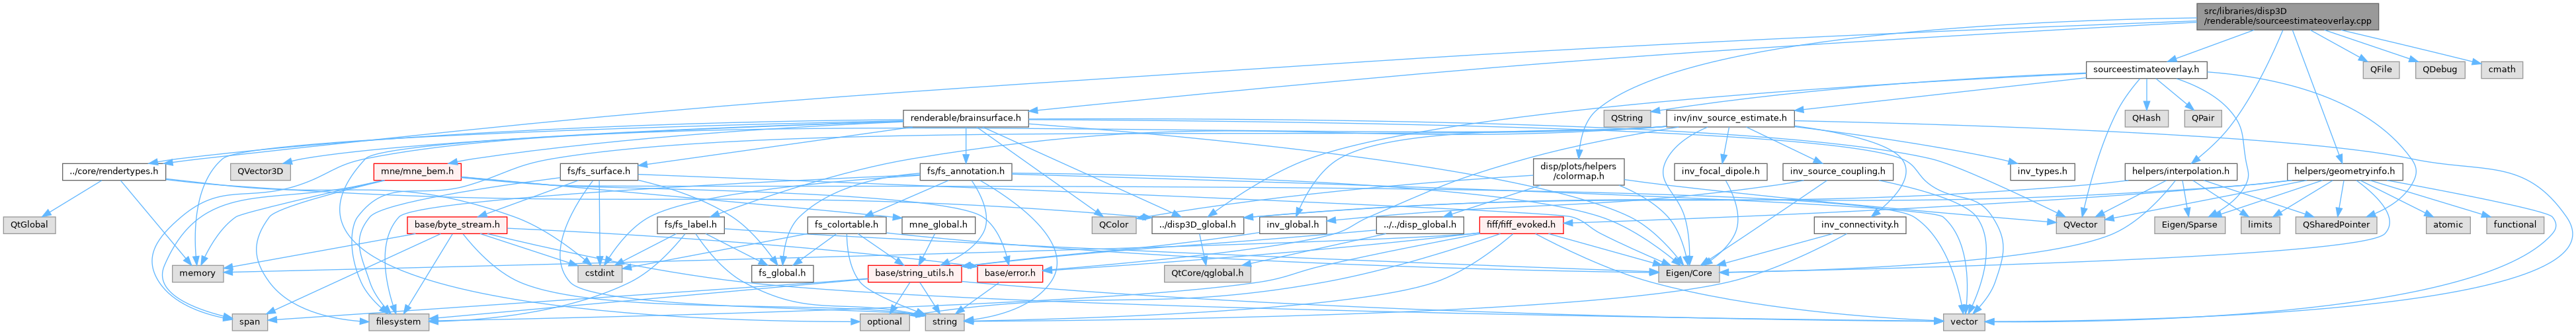 src/libraries/disp3D
/renderable/sourceestimateoverlay.cpp
sourceestimateoverlay.h
QFile
QDebug
cmath
renderable/brainsurface.h
QString
inv/inv_source_estimate.h
QHash
QPair
../core/rendertypes.h
QVector3D
mne/mne_bem.h
fs/fs_surface.h
fs/fs_annotation.h
disp/plots/helpers
/colormap.h
inv_focal_dipole.h
inv_source_coupling.h
inv_types.h
helpers/interpolation.h
helpers/geometryinfo.h
QtGlobal
base/byte_stream.h
fs/fs_label.h
fs_colortable.h
mne_global.h
QColor
../disp3D_global.h
inv_global.h
../../disp_global.h
fiff/fiff_evoked.h
inv_connectivity.h
QVector
Eigen/Sparse
limits
QSharedPointer
atomic
functional
memory
cstdint
fs_global.h
base/string_utils.h
base/error.h
QtCore/qglobal.h
Eigen/Core
span
filesystem
optional
string
vector